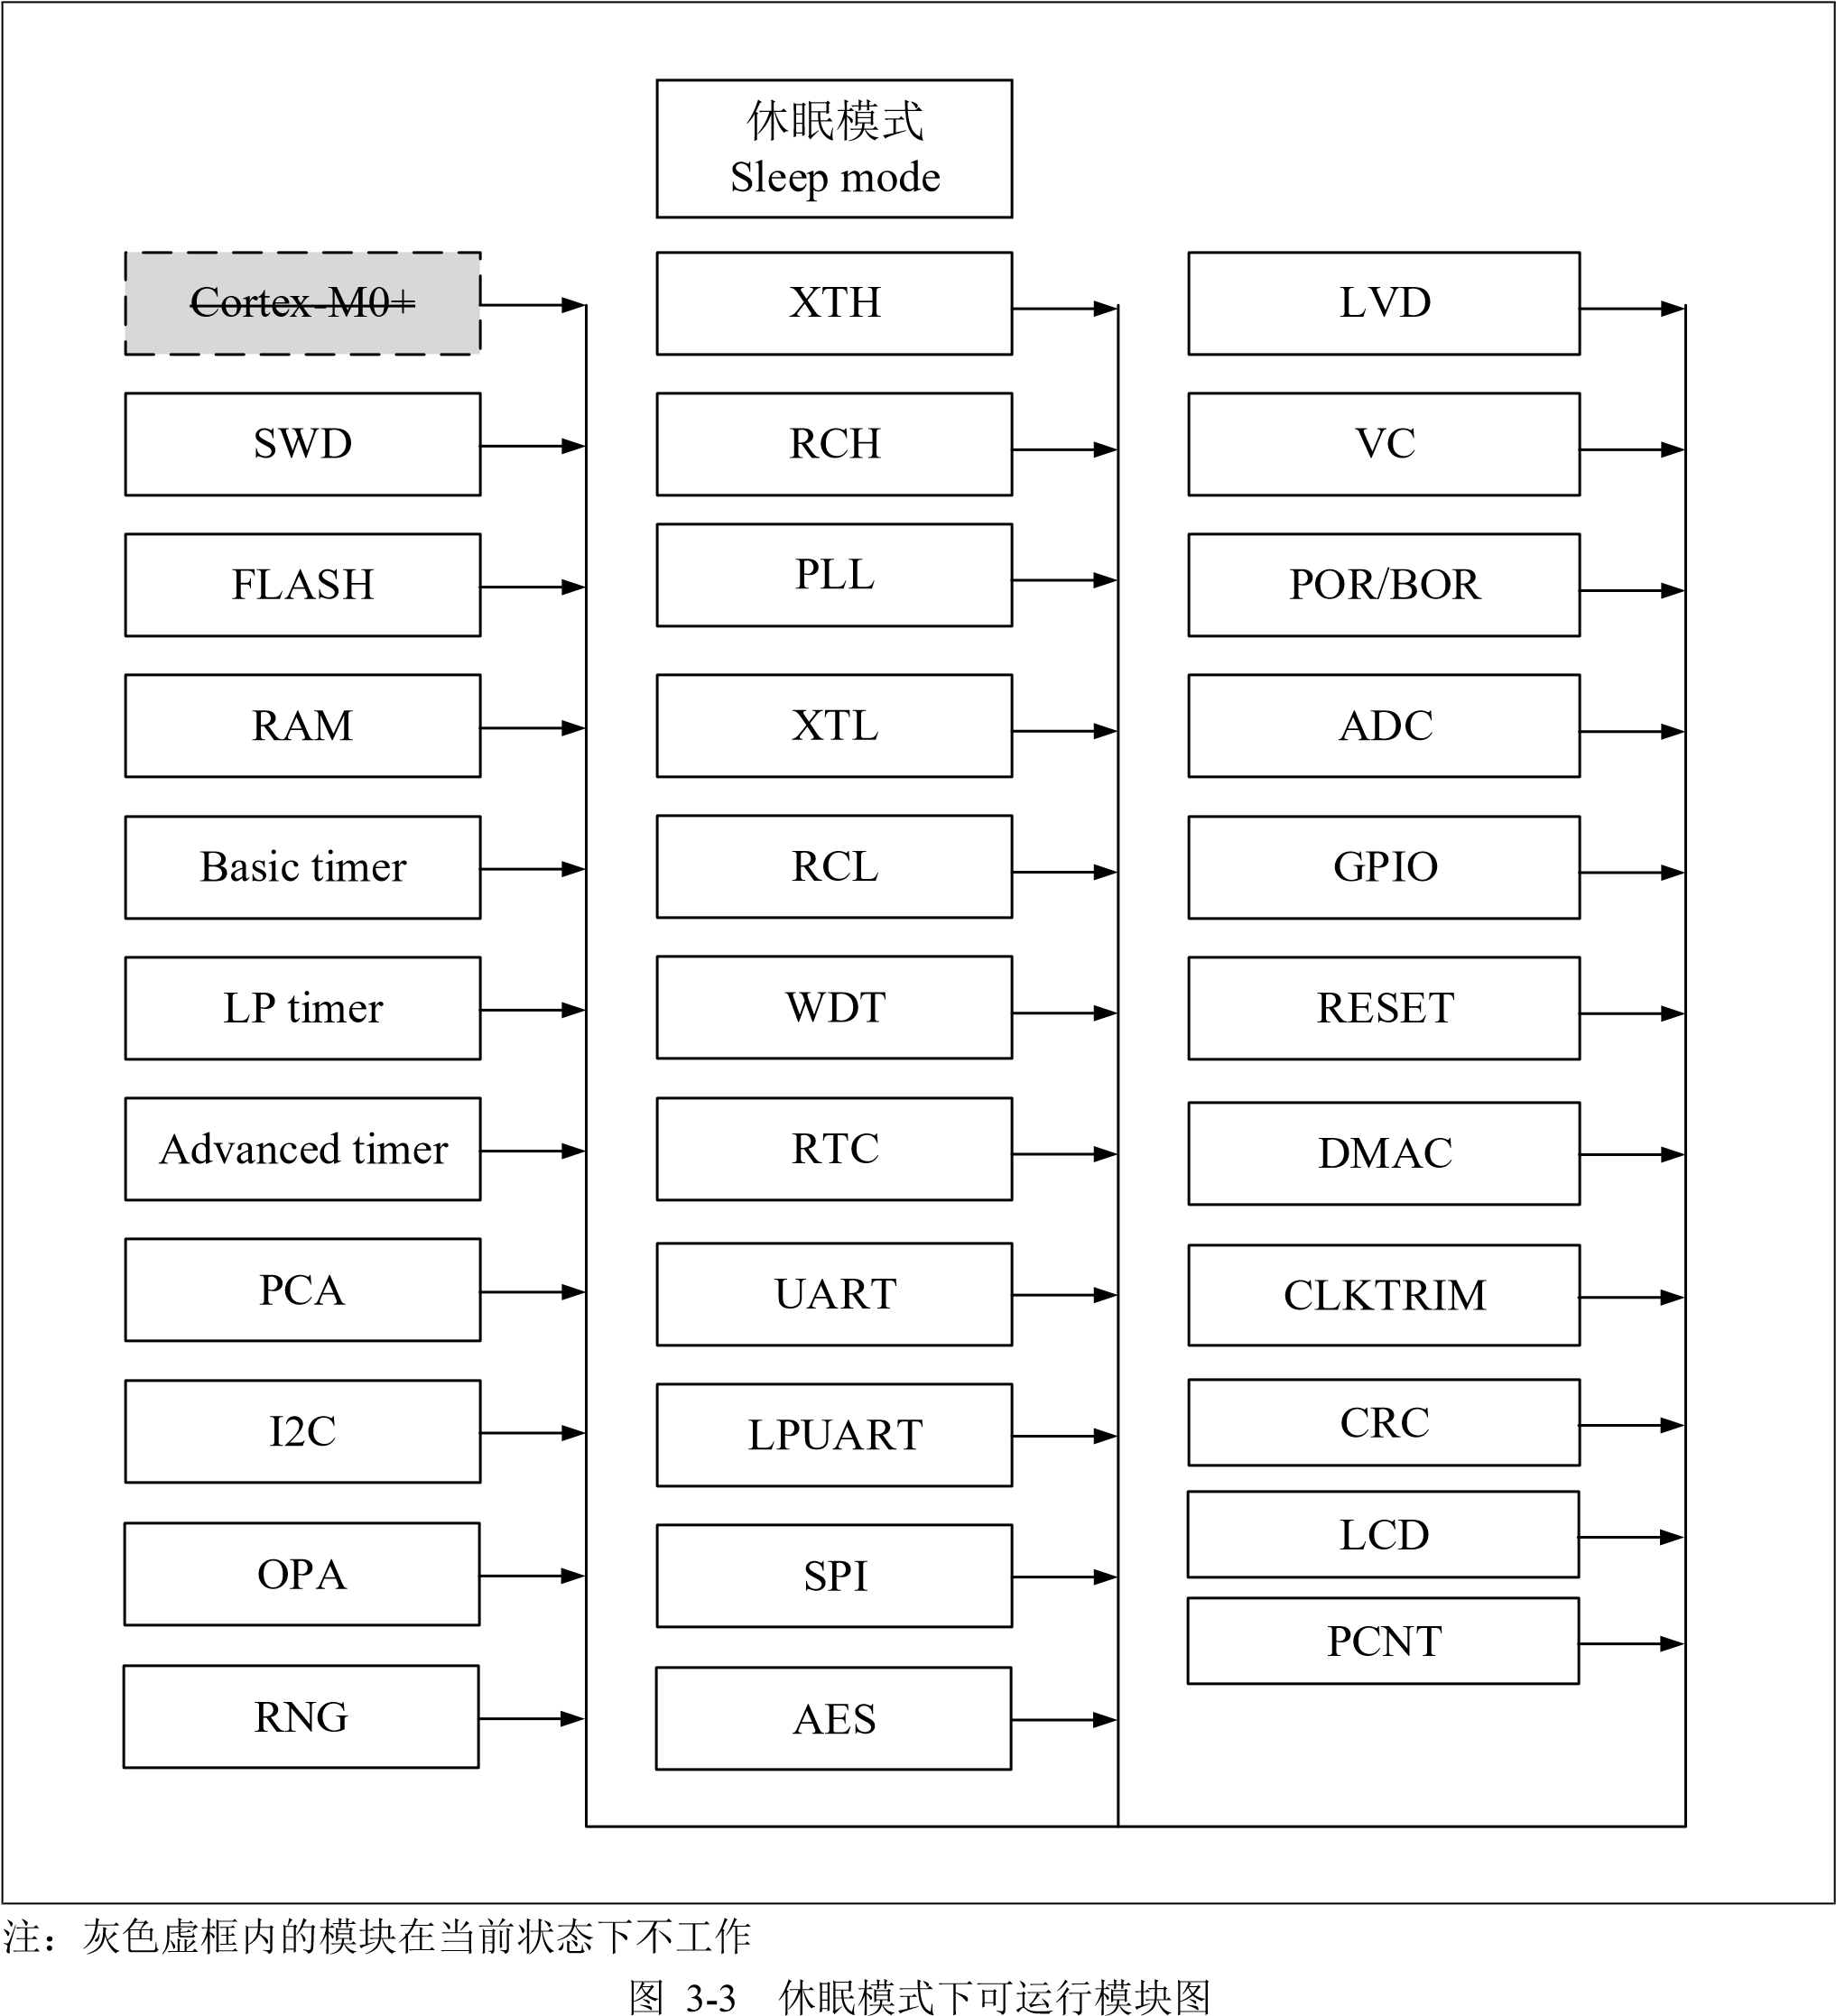 休眠模式
Sleep mode
Cortex-M0+
SWD
FLASH
RAM
Basic timer
LP timer
Advanced timer
PCA
I2C
OPA
RNG
XTH
RCH
PLL
XTL
RCL
WDT
RTC
UART
LPUART
SPI
AES
LVD
VC
POR/BOR
ADC
GPIO
RESET
DMAC
CLKTRIM
CRC
LCD
PCNT
注：灰色虚框内的模块在当前状态下不工作
图 3-3 休眠模式下可运行模块图